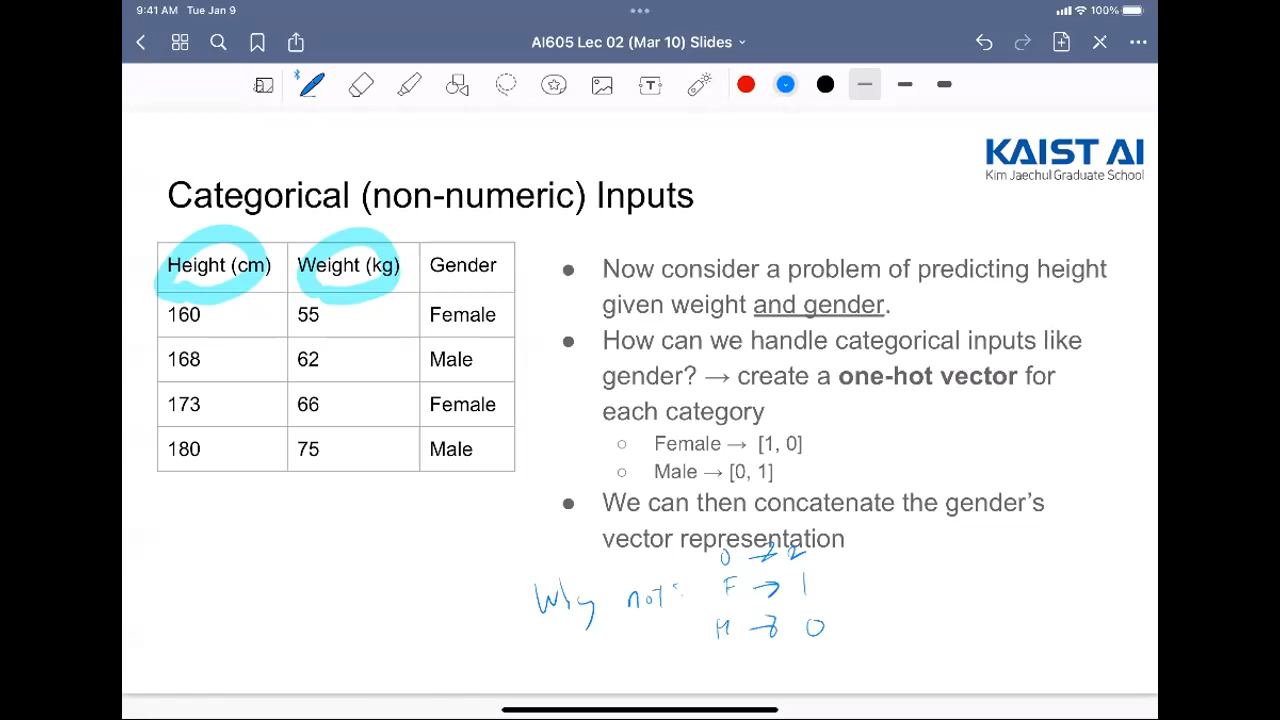 9:41 AM Tue Jan 9
100%
AI605 Lec 02 (Mar 10) Slides
T
KAIST AI
Kim Jaechul Graduate School
Categorical (non-numeric) Inputs
Height (cm) Weight (kg) Gender
160 55 Female
168 62 Male
173 66 Female
180 75 Male
● Now consider a problem of predicting height
given weight and gender.
● How can we handle categorical inputs like
gender? → create a one-hot vector for
each category
○ Female → [1, 0]
○ Male → [0, 1]
● We can then concatenate the gender's
vector representation
O → 2
Why not: F → 1
M → 0